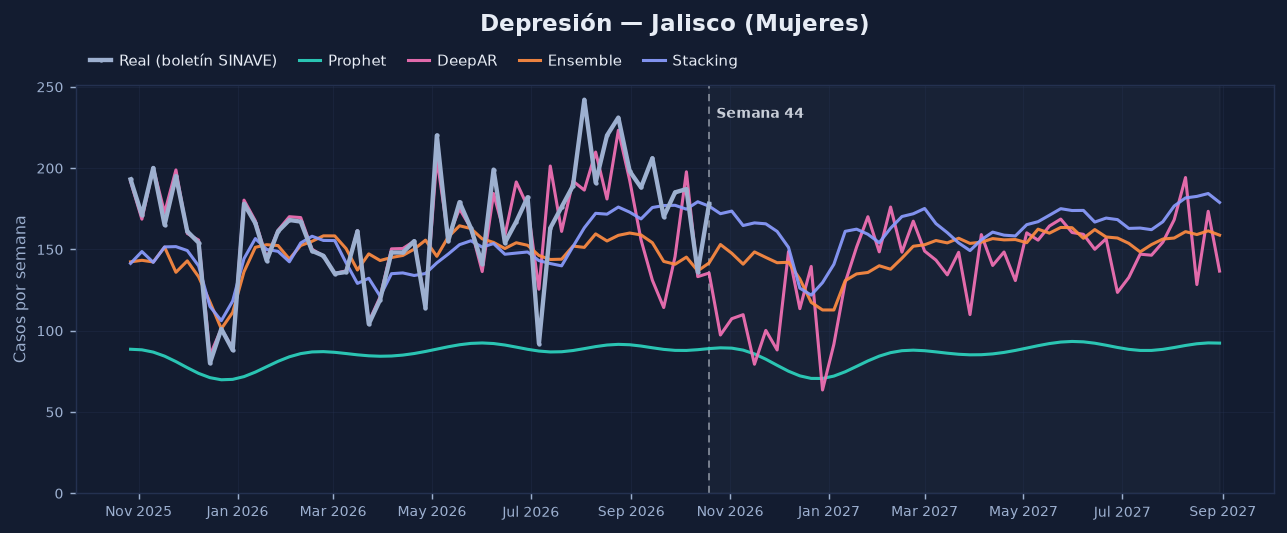 Depresión — Jalisco (Mujeres)
Real (boletín SINAVE) Prophet DeepAR Ensemble Stacking
Semana 44
Casos por semana
250
200
150
100
50
0
Nov 2025 Jan 2026 Mar 2026 May 2026 Jul 2026 Sep 2026 Nov 2026 Jan 2027 Mar 2027 May 2027 Jul 2027 Sep 2027